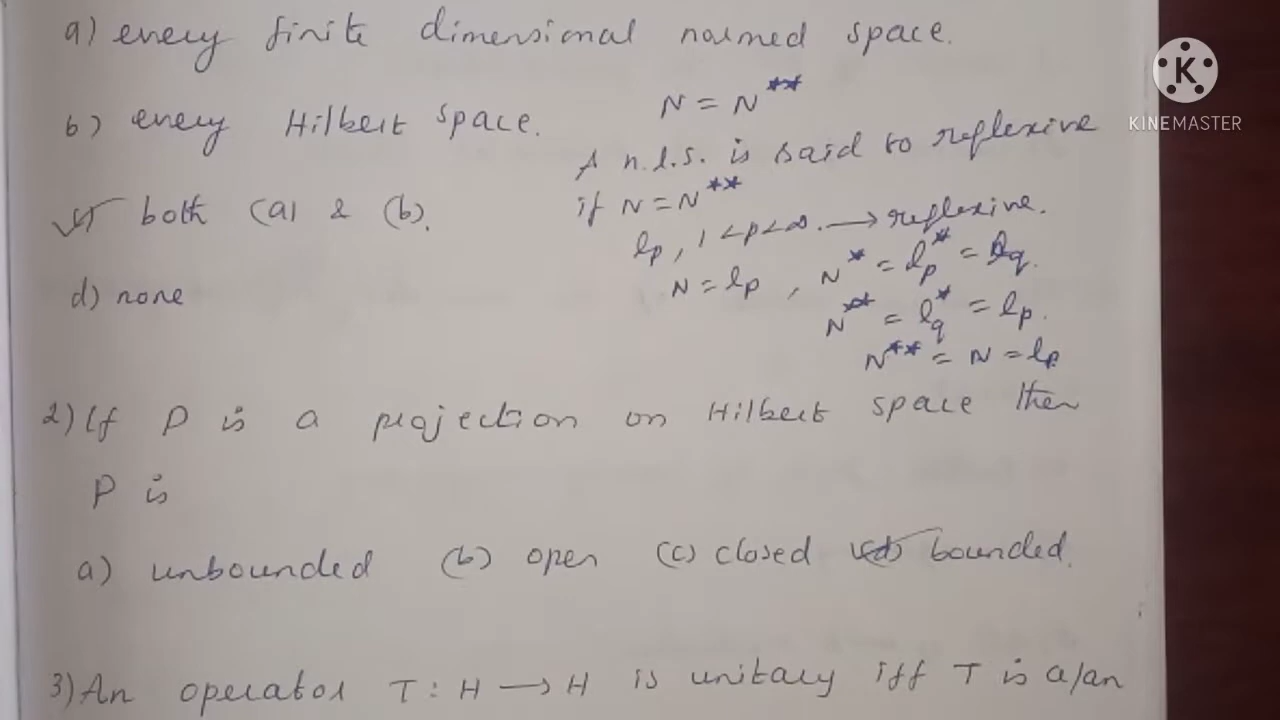 a) every finite dimensional normed space.
b) every Hilbert space.
c) both (a) & (b).
d) none
N = N**
A n.l.s. is said to reflexive
if N = N**
lp, 1 < p < ∞. → reflexive.
N = lp, N* = lp* = lq.
N** = lq* = lp.
N** = N = lp.
2) If P is a projection on Hilbert space then
P is
a) unbounded (b) open (c) closed (d) bounded.
3) An operator T : H → H is unitary iff T is a/an
K
KINEMASTER